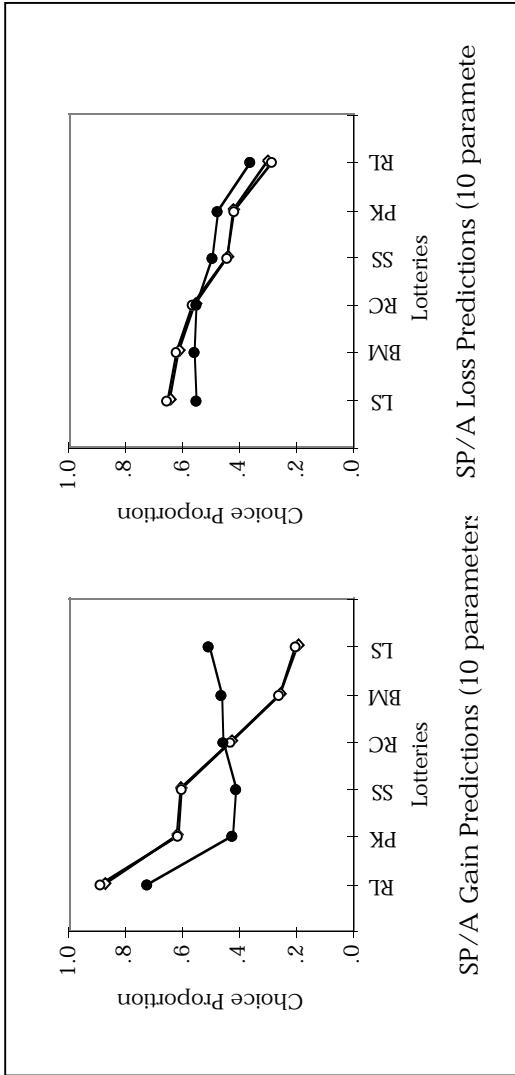 Choice Proportion
1.0
.8
.6
.4
.2
.0
RL PK SS RC BM LS
Lotteries
SP/A Gain Predictions (10 parameters
Choice Proportion
1.0
.8
.6
.4
.2
.0
LS BM RC SS PK RL
Lotteries
SP/A Loss Predictions (10 paramete